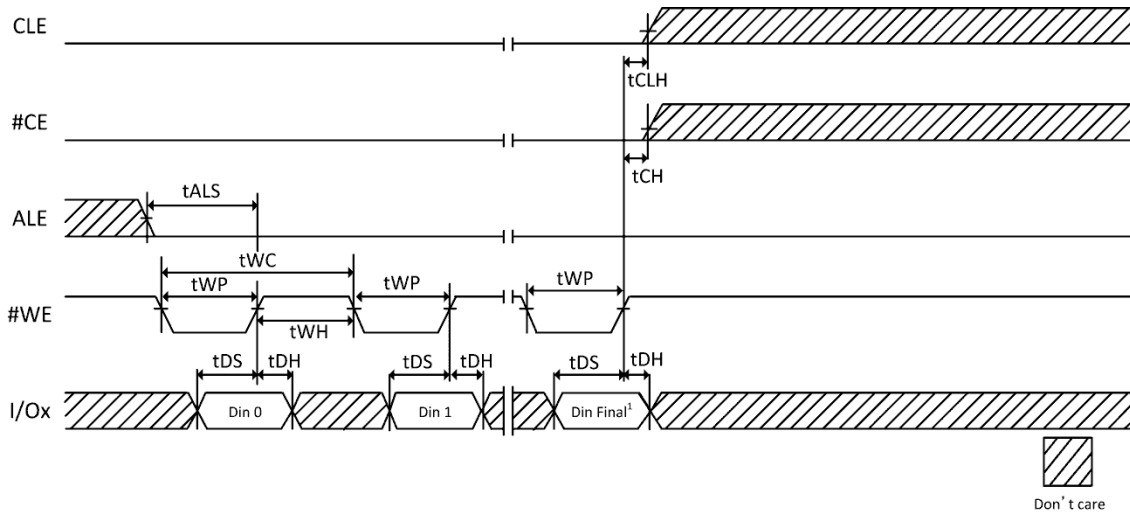 CLE
tCLH
#CE
tCH
ALE
tALS
tWC
#WE
tWP
tWP
tWP
tWH
tDS
tDH
tDS
tDH
tDS
tDH
I/Ox
Din 0
Din 1
Din Final¹
Don't care